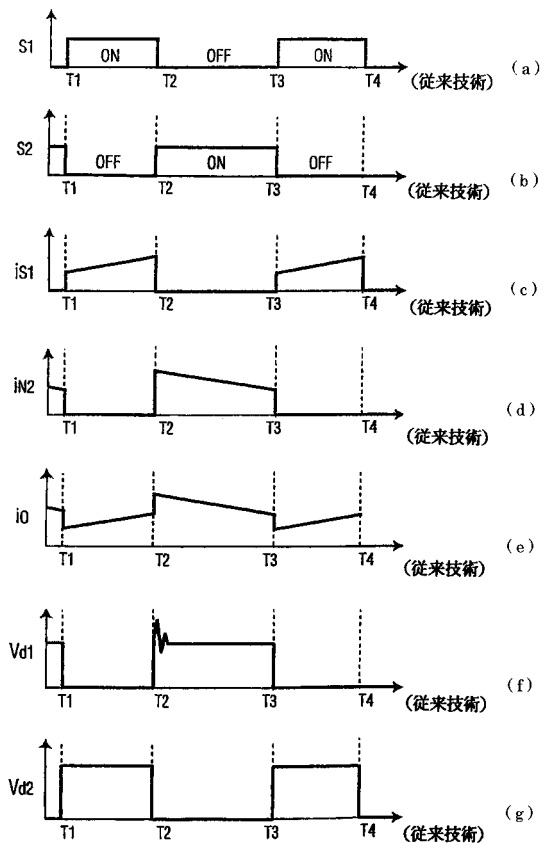 S1 ON OFF ON
T1 T2 T3 T4 (従来技術) (a)
S2 OFF ON OFF
T1 T2 T3 T4 (従来技術) (b)
iS1
T1 T2 T3 T4 (従来技術) (c)
iN2
T1 T2 T3 T4 (従来技術) (d)
iO
T1 T2 T3 T4 (従来技術) (e)
Vd1
T1 T2 T3 T4 (従来技術) (f)
Vd2
T1 T2 T3 T4 (従来技術) (g)